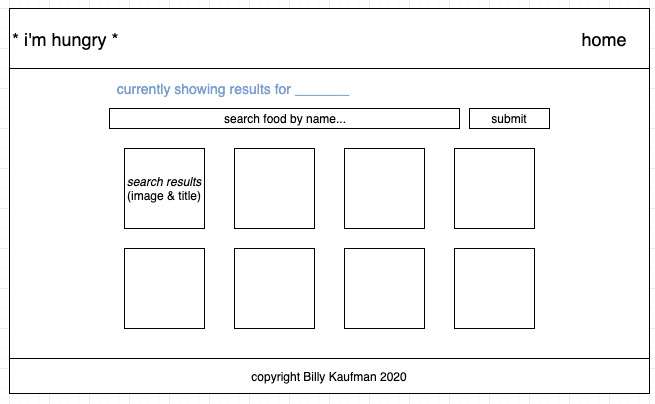 * i'm hungry *
home
currently showing results for _______
search food by name...
submit
search results
(image & title)
copyright Billy Kaufman 2020